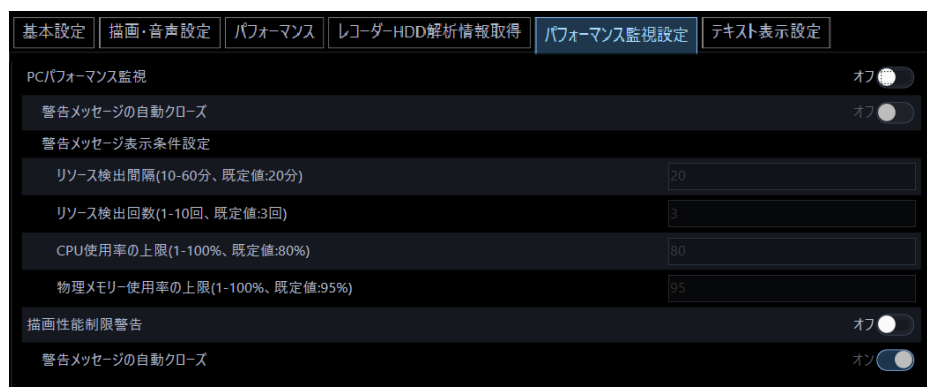 基本設定 描画・音声設定 パフォーマンス レコーダーHDD解析情報取得 パフォーマンス監視設定 テキスト表示設定
PCパフォーマンス監視 オフ
警告メッセージの自動クローズ オフ
警告メッセージ表示条件設定
リソース検出間隔(10-60分、既定値:20分) 20
リソース検出回数(1-10回、既定値:3回) 3
CPU使用率の上限(1-100%、既定値:80%) 80
物理メモリー使用率の上限(1-100%、既定値:95%) 95
描画性能制限警告 オフ
警告メッセージの自動クローズ オン